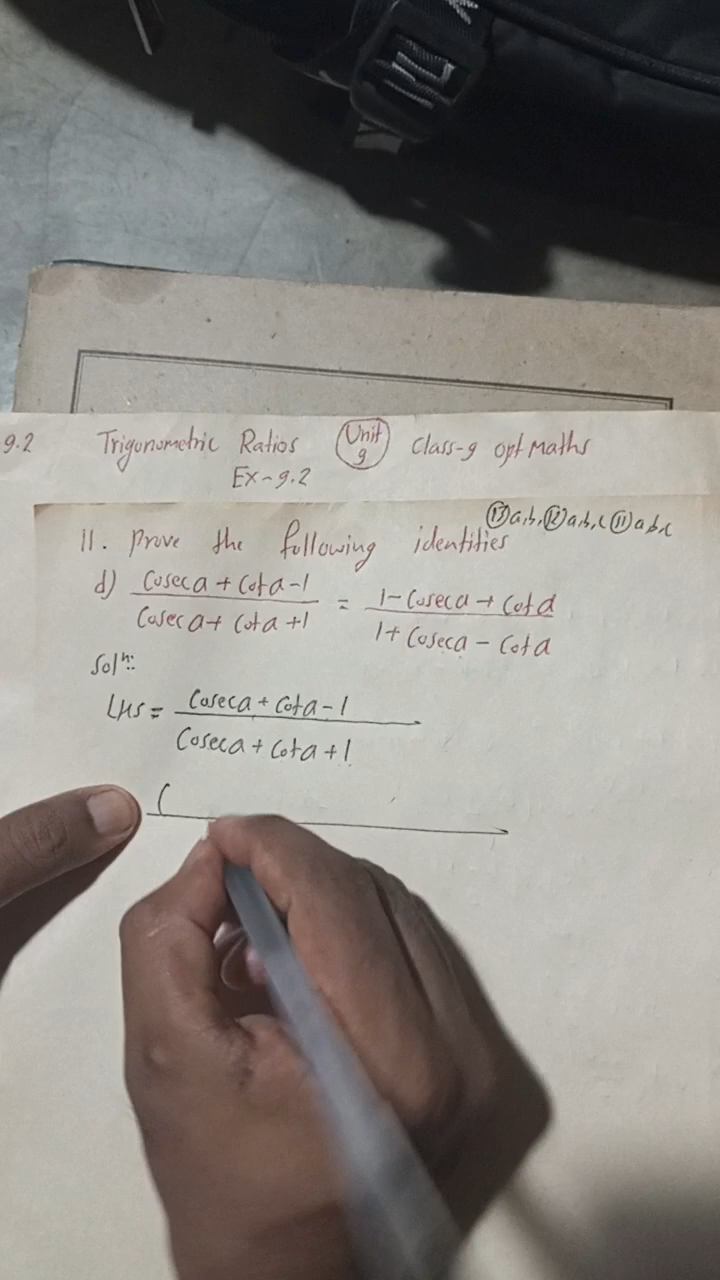 9.2 Trigonometric Ratios Unit 9 Class-9 opt Maths
Ex-9.2
(13) a,b, (12) a,b,c (11) a,b,c
11. Prove the following identities
d) Coseca + Cota - 1 / Coseca + Cota + 1 = 1 - Coseca + Cota / 1 + Coseca - Cota
Solⁿ:
LHS = Coseca + Cota - 1 / Coseca + Cota + 1
(